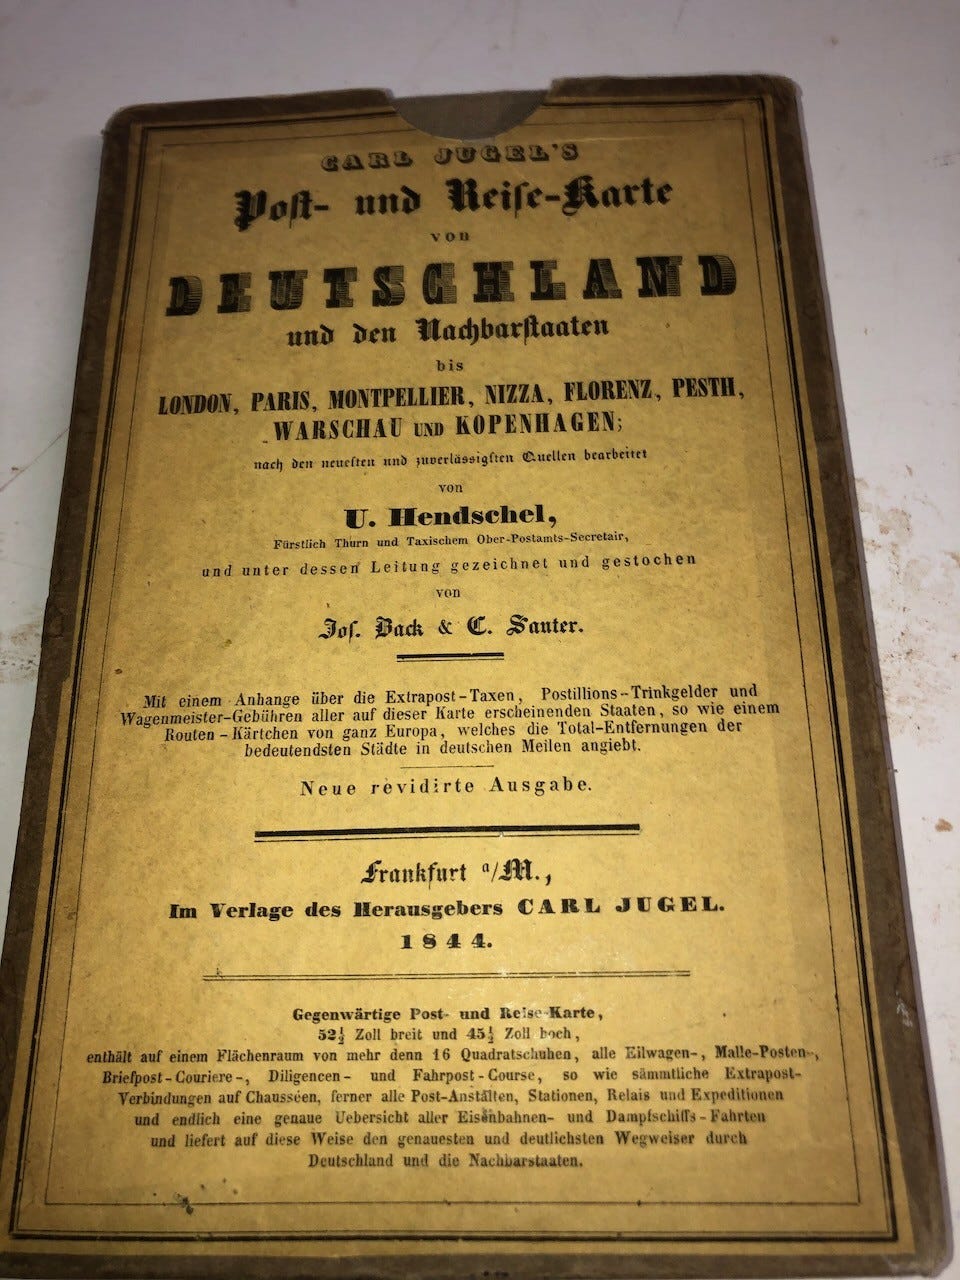 CARL JUGEL'S
Post- und Reise-Karte
von
DEUTSCHLAND
und den Nachbarstaaten
bis
LONDON, PARIS, MONTPELLIER, NIZZA, FLORENZ, PESTH,
WARSCHAU UND KOPENHAGEN;
nach den neuesten und zuverlässigsten Quellen bearbeitet
von
U. Hendschel,
Fürstlich Thurn und Taxischem Ober-Postamts-Secretair,
und unter dessen Leitung gezeichnet und gestochen
von
Jos. Back & C. Sauter.
Mit einem Anhange über die Extrapost-Taxen, Postillions-Trinkgelder und
Wagenmeister-Gebühren aller auf dieser Karte erscheinenden Staaten, so wie einem
Routen-Kärtchen von ganz Europa, welches die Total-Entfernungen der
bedeutendsten Städte in deutschen Meilen angiebt.
Neue revidirte Ausgabe.
Frankfurt a/M.,
Im Verlage des Herausgebers CARL JUGEL.
1844.
Gegenwärtige Post- und Reise-Karte,
52½ Zoll breit und 45½ Zoll hoch,
enthält auf einem Flächenraum von mehr denn 16 Quadratschuhen, alle Eilwagen-, Malle-Posten-,
Briefpost-Couriere-, Diligencen- und Fahrpost-Course, so wie sämmtliche Extrapost-
Verbindungen auf Chausséen, ferner alle Post-Anstalten, Stationen, Relais und Expeditionen
und endlich eine genaue Uebersicht aller Eisenbahnen- und Dampfschiffs-Fahrten
und liefert auf diese Weise den genauesten und deutlichsten Wegweiser durch
Deutschland und die Nachbarstaaten.